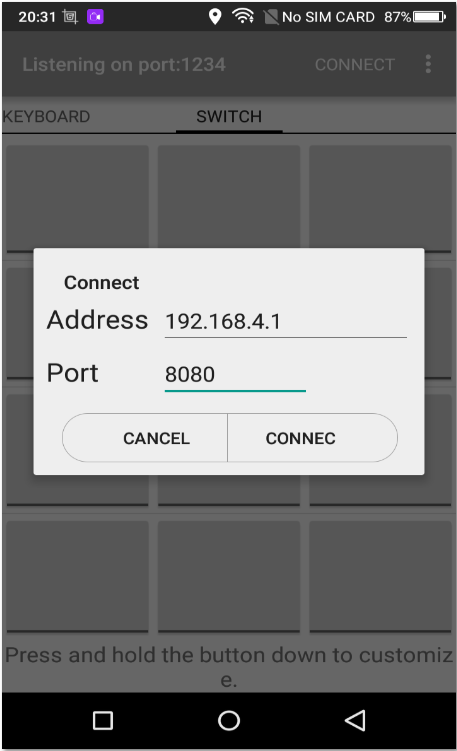 20:31 No SIM CARD 87%
Listening on port:1234 CONNECT
KEYBOARD SWITCH
Connect
Address 192.168.4.1
Port 8080
CANCEL CONNEC
Press and hold the button down to customiz
e.